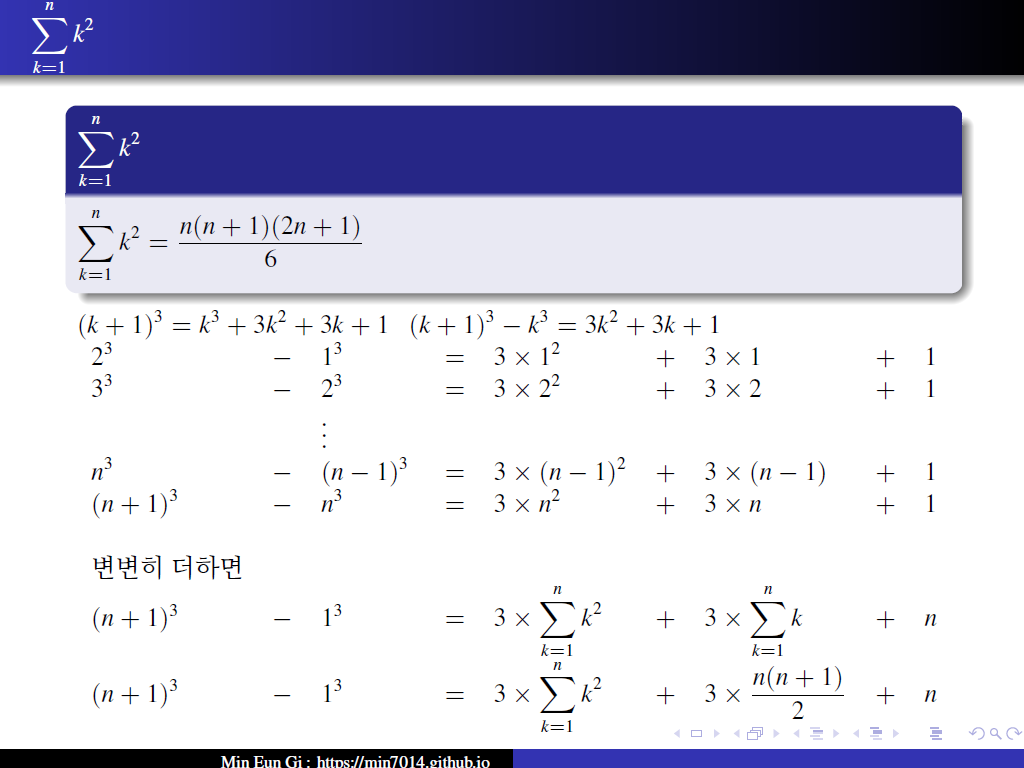 $\sum_{k=1}^{n} k^2$
$\sum_{k=1}^{n} k^2$
$\sum_{k=1}^{n} k^2 = \frac{n(n+1)(2n+1)}{6}$
$(k+1)^3 = k^3 + 3k^2 + 3k + 1 \quad (k+1)^3 - k^3 = 3k^2 + 3k + 1$
$2^3 - 1^3 = 3 \times 1^2 + 3 \times 1 + 1$
$3^3 - 2^3 = 3 \times 2^2 + 3 \times 2 + 1$
$\vdots$
$n^3 - (n-1)^3 = 3 \times (n-1)^2 + 3 \times (n-1) + 1$
$(n+1)^3 - n^3 = 3 \times n^2 + 3 \times n + 1$
변변히 더하면
$(n+1)^3 - 1^3 = 3 \times \sum_{k=1}^{n} k^2 + 3 \times \sum_{k=1}^{n} k + n$
$(n+1)^3 - 1^3 = 3 \times \sum_{k=1}^{n} k^2 + 3 \times \frac{n(n+1)}{2} + n$
Min Eun Gi : https://min7014.github.io